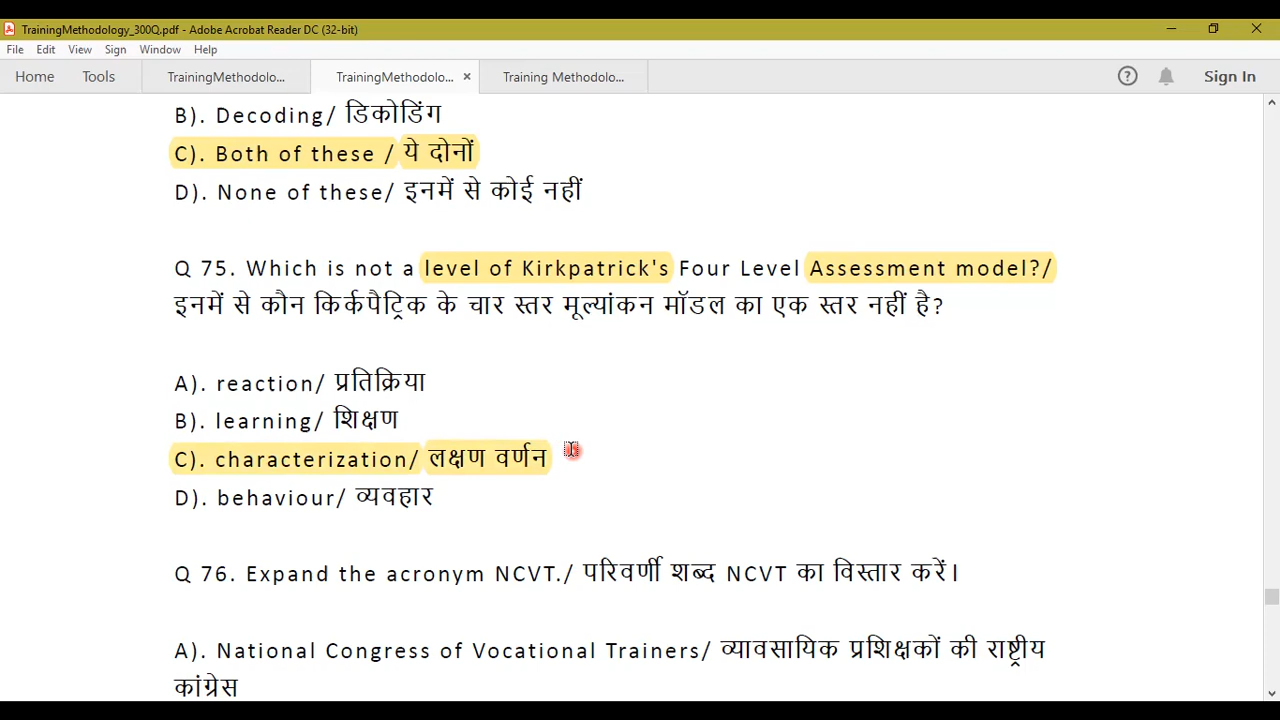 TrainingMethodology_300Q.pdf - Adobe Acrobat Reader DC (32-bit)
File Edit View Sign Window Help
Home Tools TrainingMethodolo... TrainingMethodolo... × Training Methodolo... Sign In
B). Decoding/ डिकोडिंग
C). Both of these / ये दोनों
D). None of these/ इनमें से कोई नहीं
Q 75. Which is not a level of Kirkpatrick's Four Level Assessment model?/
इनमें से कौन किर्कपैट्रिक के चार स्तर मूल्यांकन मॉडल का एक स्तर नहीं है?
A). reaction/ प्रतिक्रिया
B). learning/ शिक्षण
C). characterization/ लक्षण वर्णन
D). behaviour/ व्यवहार
Q 76. Expand the acronym NCVT./ परिवर्णी शब्द NCVT का विस्तार करें।
A). National Congress of Vocational Trainers/ व्यावसायिक प्रशिक्षकों की राष्ट्रीय
कांग्रेस